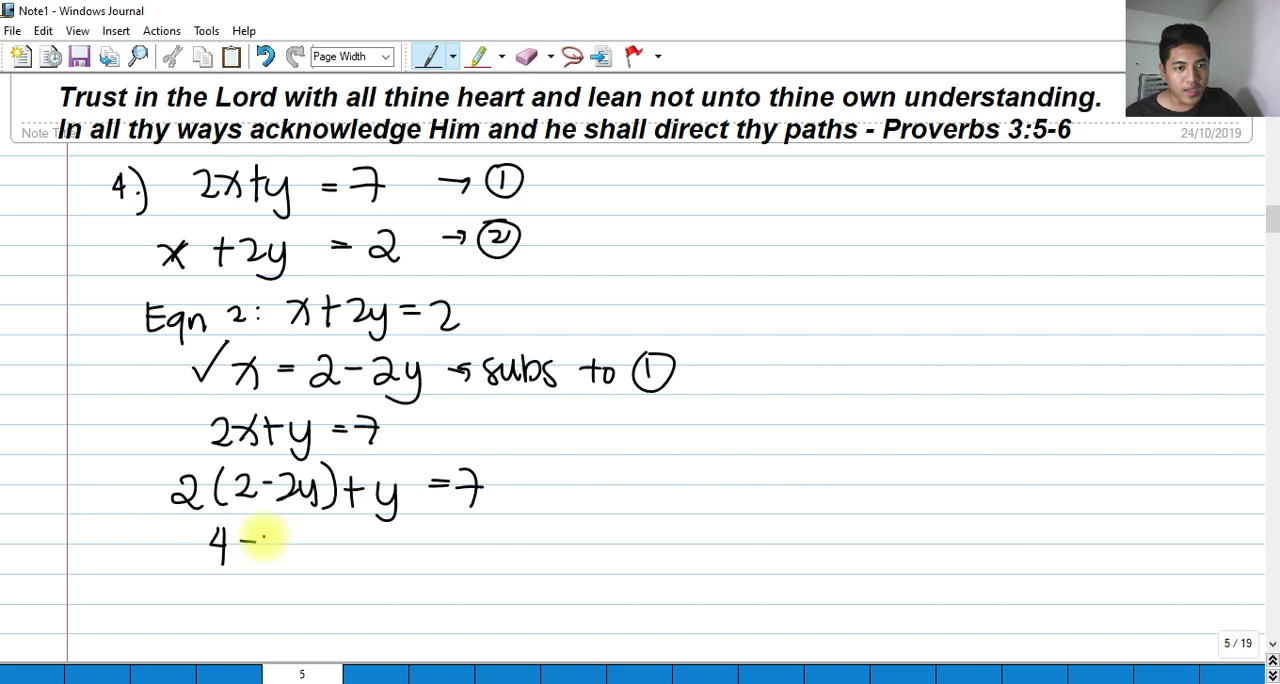 Note1 - Windows Journal
File Edit View Insert Actions Tools Help
Page Width
Trust in the Lord with all thine heart and lean not unto thine own understanding.
In all thy ways acknowledge Him and he shall direct thy paths - Proverbs 3:5-6
Note Title
24/10/2019
4.) 2x+y = 7 → ①
x + 2y = 2 → ②
Eqn 2: x + 2y = 2
✓ x = 2 - 2y → subs to ①
2x + y = 7
2(2-2y) + y = 7
4 -
5 / 19
5